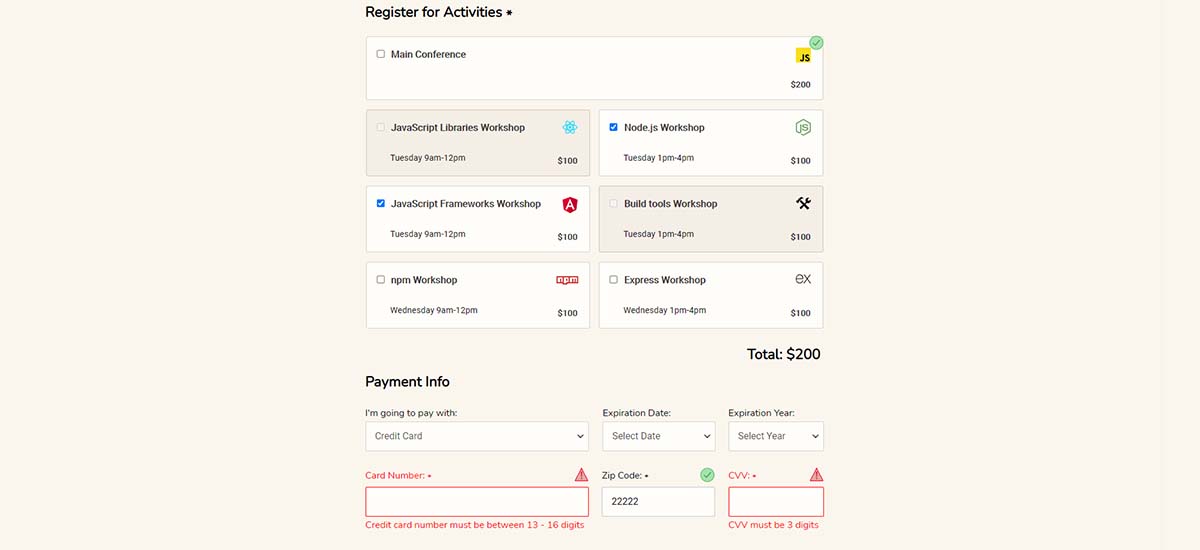 Register for Activities *
Main Conference
JS
$200
JavaScript Libraries Workshop
Tuesday 9am-12pm
$100
Node.js Workshop
JS
Tuesday 1pm-4pm
$100
JavaScript Frameworks Workshop
A
Tuesday 9am-12pm
$100
Build tools Workshop
Tuesday 1pm-4pm
$100
npm Workshop
npm
Wednesday 9am-12pm
$100
Express Workshop
ex
Wednesday 1pm-4pm
$100
Total: $200
Payment Info
I'm going to pay with:
Expiration Date:
Expiration Year:
Credit Card
Select Date
Select Year
Card Number: *
Zip Code: *
CVV: *
22222
Credit card number must be between 13 - 16 digits
CVV must be 3 digits